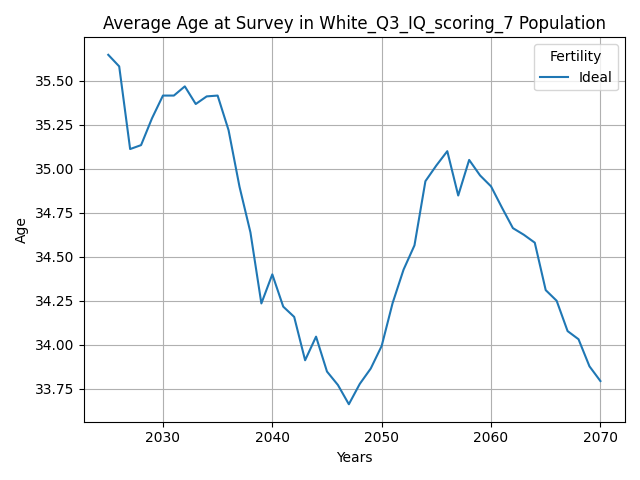 Average Age at Survey in White_Q3_IQ_scoring_7 Population
Fertility
Ideal
35.50
35.25
35.00
34.75
34.50
34.25
34.00
33.75
Age
2030 2040 2050 2060 2070
Years